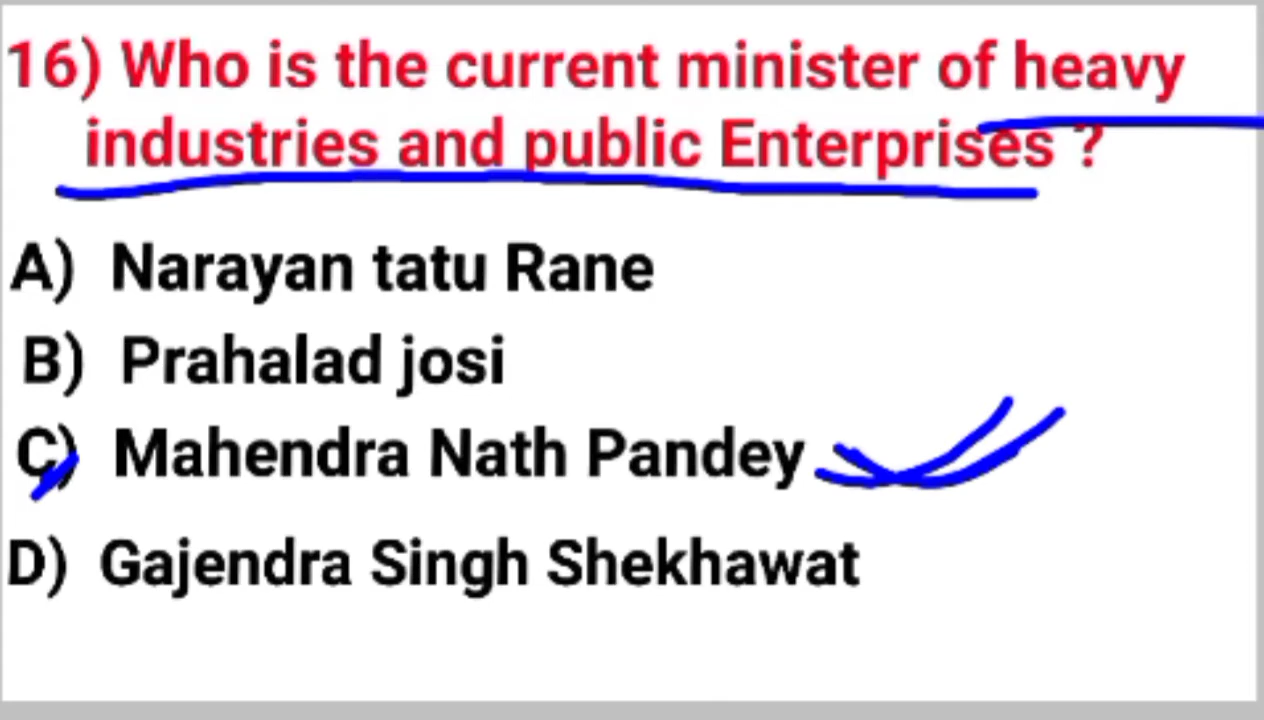 16) Who is the current minister of heavy
industries and public Enterprises ?
A) Narayan tatu Rane
B) Prahalad josi
C) Mahendra Nath Pandey
D) Gajendra Singh Shekhawat